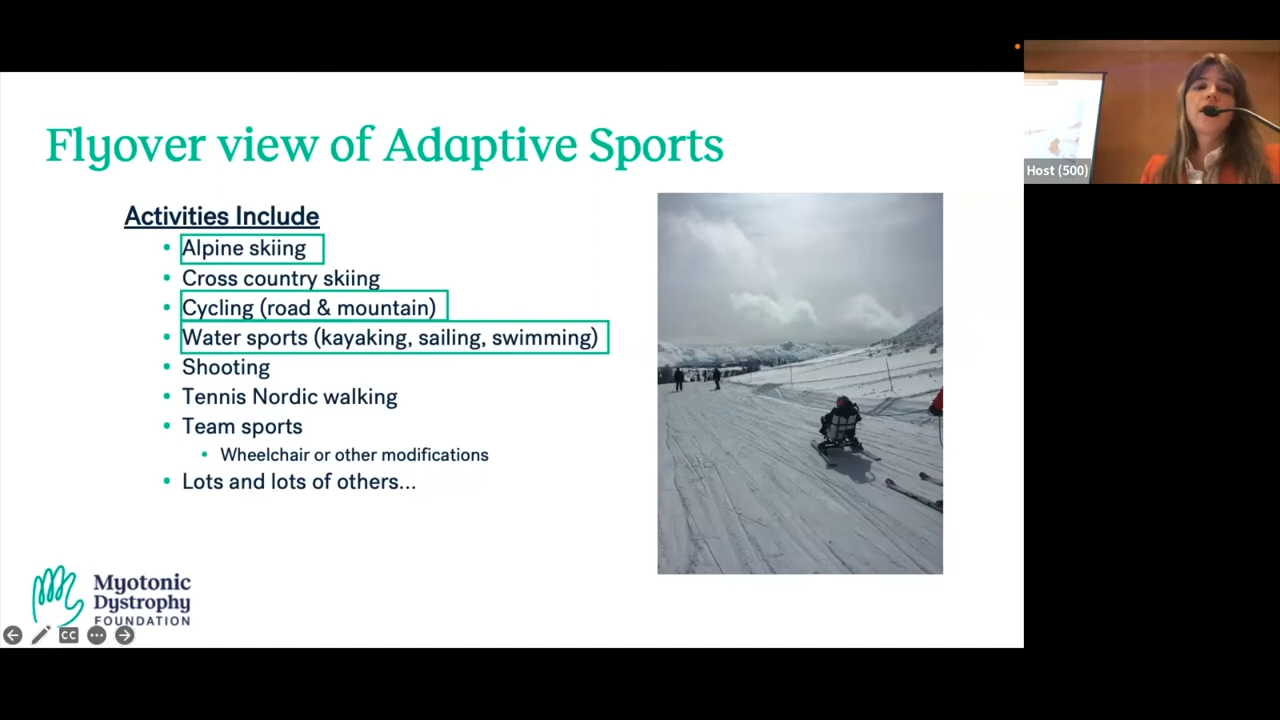 Flyover view of Adaptive Sports
Activities Include
• Alpine skiing
• Cross country skiing
• Cycling (road & mountain)
• Water sports (kayaking, sailing, swimming)
• Shooting
• Tennis Nordic walking
• Team sports
• Wheelchair or other modifications
• Lots and lots of others...
Myotonic
Dystrophy
FOUNDATION
CC
Host (500)